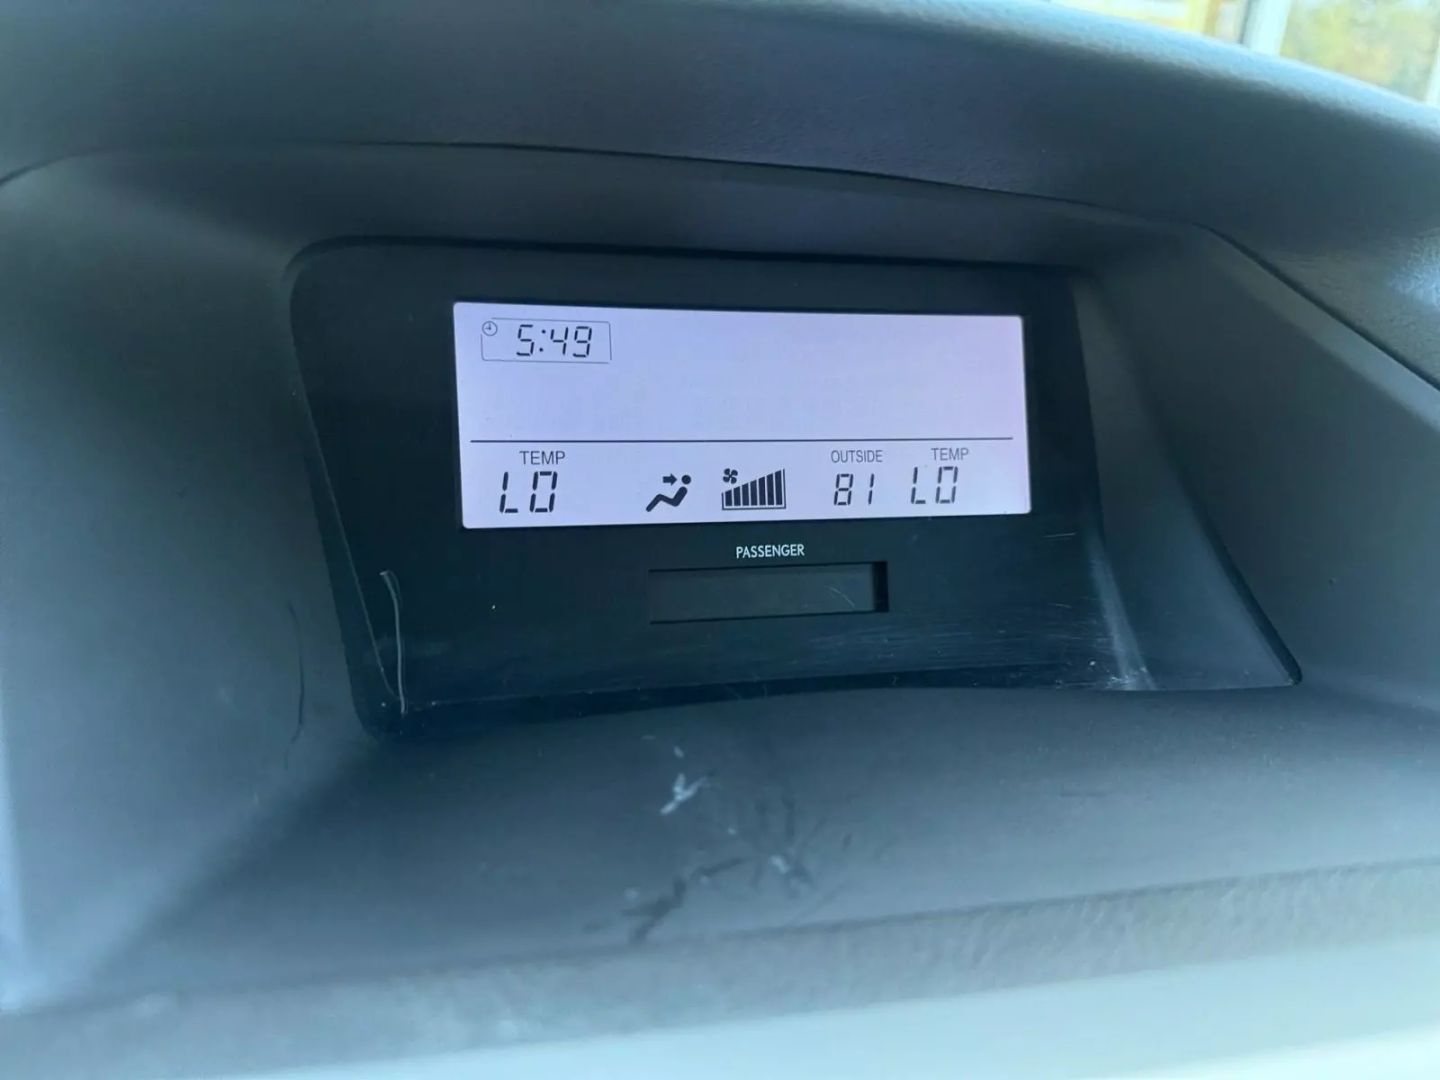 5:49
TEMP OUTSIDE TEMP
LO 81 LO
PASSENGER